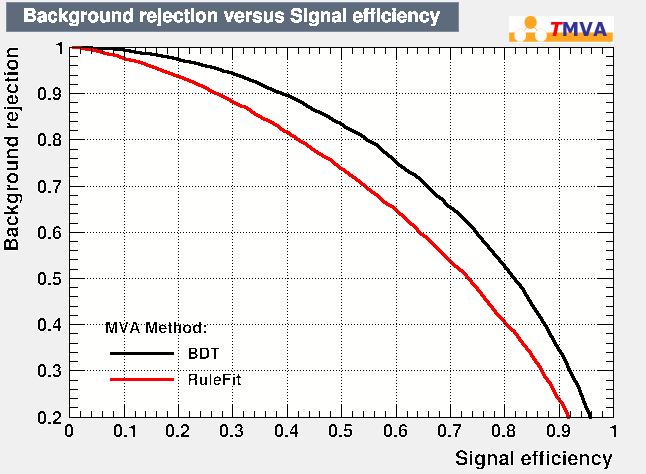 Background rejection versus Signal efficiency
TMVA
Background rejection
1
0.9
0.8
0.7
0.6
0.5
0.4
0.3
0.2
MVA Method:
BDT
RuleFit
0 0.1 0.2 0.3 0.4 0.5 0.6 0.7 0.8 0.9 1
Signal efficiency